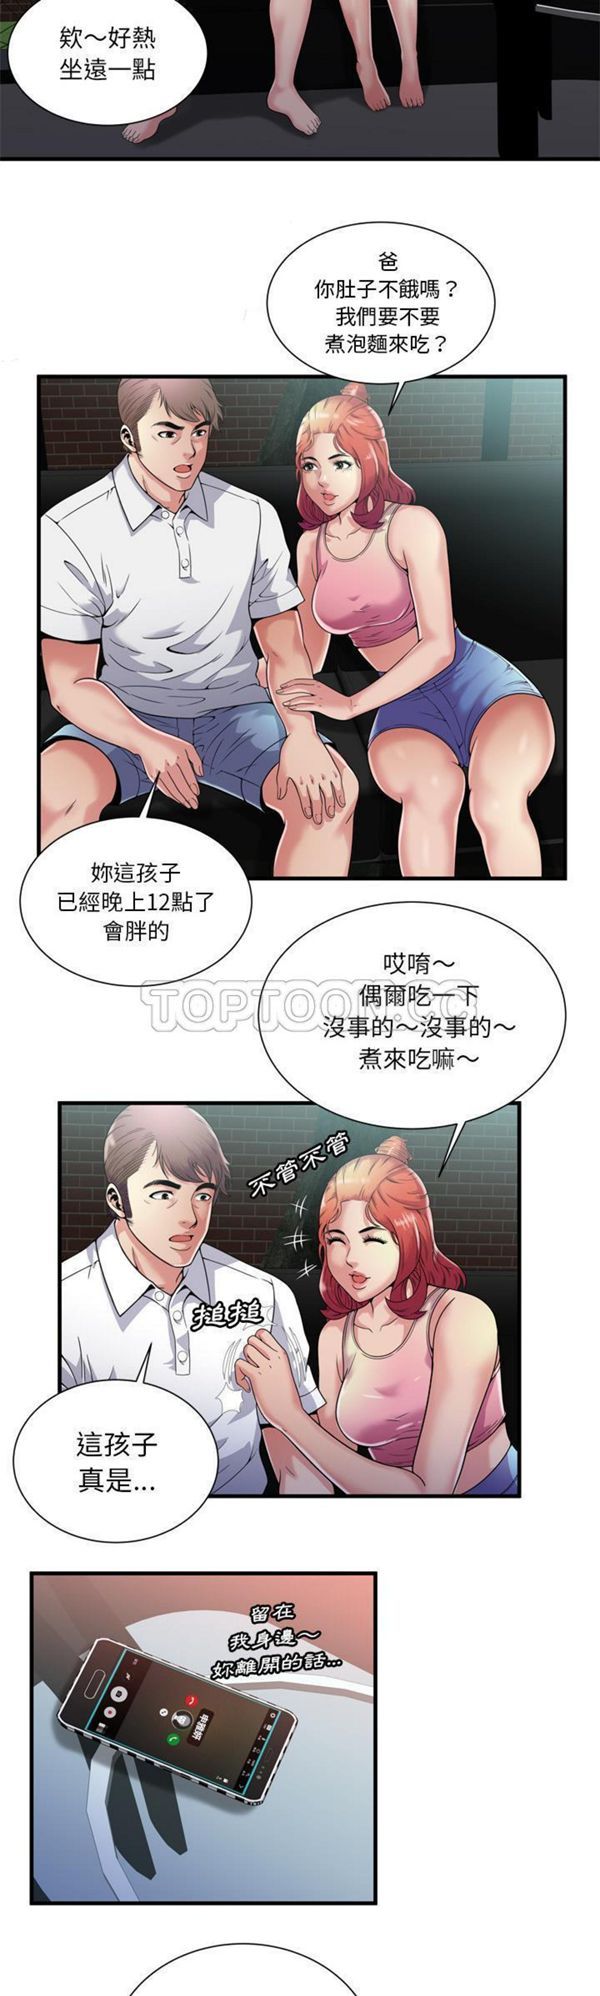 欸～好熱
坐遠一點
爸
你肚子不餓嗎？
我們要不要
煮泡麵來吃？
妳這孩子
已經晚上12點了
會胖的
哎唷～
偶爾吃一下
沒事的～沒事的～
煮來吃嘛～
TOPTOON.CC
不管不管
搥搥
這孩子
真是...
留在
我身邊～
妳離開的話...